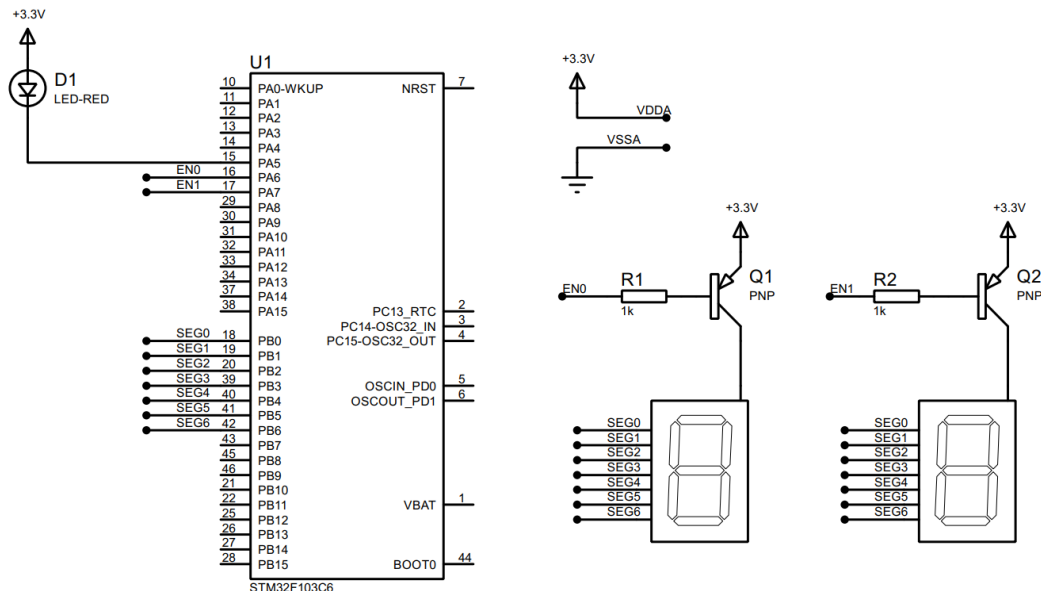 +3.3V
D1
LED-RED
U1
10 PA0-WKUP NRST 7
11 PA1
12 PA2
13 PA3
14 PA4
15 PA5
EN0 16 PA6
EN1 17 PA7
29 PA8
30 PA9
31 PA10
32 PA11
33 PA12
34 PA13
37 PA14
38 PA15 PC13_RTC 2
PC14-OSC32_IN 3
SEG0 18 PB0 PC15-OSC32_OUT 4
SEG1 19 PB1
SEG2 20 PB2
SEG3 39 PB3 OSCIN_PD0 5
SEG4 40 PB4 OSCOUT_PD1 6
SEG5 41 PB5
SEG6 42 PB6
43 PB7
45 PB8
46 PB9
21 PB10
22 PB11 VBAT 1
25 PB12
26 PB13
27 PB14
28 PB15 BOOT0 44
STM32F103C6
+3.3V
VDDA
VSSA
+3.3V
EN0 R1 Q1
1k PNP
SEG0
SEG1
SEG2
SEG3
SEG4
SEG5
SEG6
+3.3V
EN1 R2 Q2
1k PNP
SEG0
SEG1
SEG2
SEG3
SEG4
SEG5
SEG6